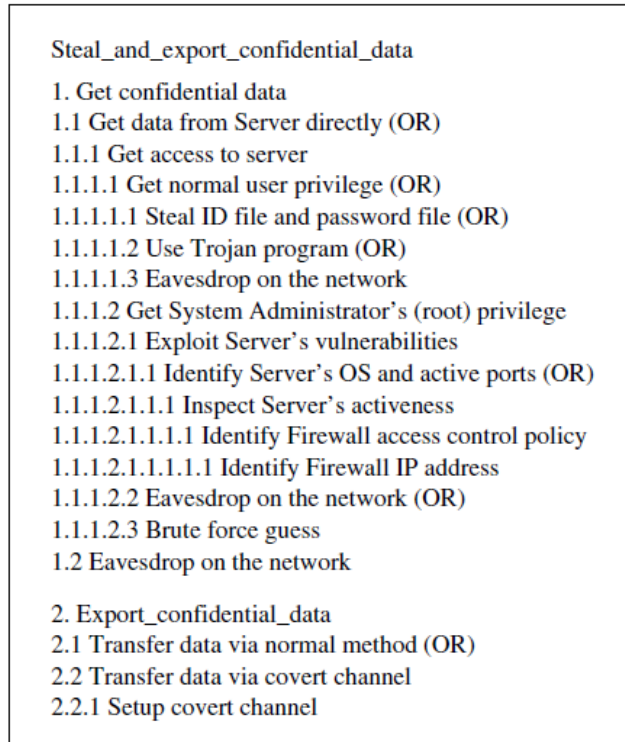 Steal_and_export_confidential_data
1. Get confidential data
1.1 Get data from Server directly (OR)
1.1.1 Get access to server
1.1.1.1 Get normal user privilege (OR)
1.1.1.1.1 Steal ID file and password file (OR)
1.1.1.1.2 Use Trojan program (OR)
1.1.1.1.3 Eavesdrop on the network
1.1.1.2 Get System Administrator’s (root) privilege
1.1.1.2.1 Exploit Server’s vulnerabilities
1.1.1.2.1.1 Identify Server’s OS and active ports (OR)
1.1.1.2.1.1.1 Inspect Server’s activeness
1.1.1.2.1.1.1.1 Identify Firewall access control policy
1.1.1.2.1.1.1.1.1 Identify Firewall IP address
1.1.1.2.2 Eavesdrop on the network (OR)
1.1.1.2.3 Brute force guess
1.2 Eavesdrop on the network
2. Export_confidential_data
2.1 Transfer data via normal method (OR)
2.2 Transfer data via covert channel
2.2.1 Setup covert channel